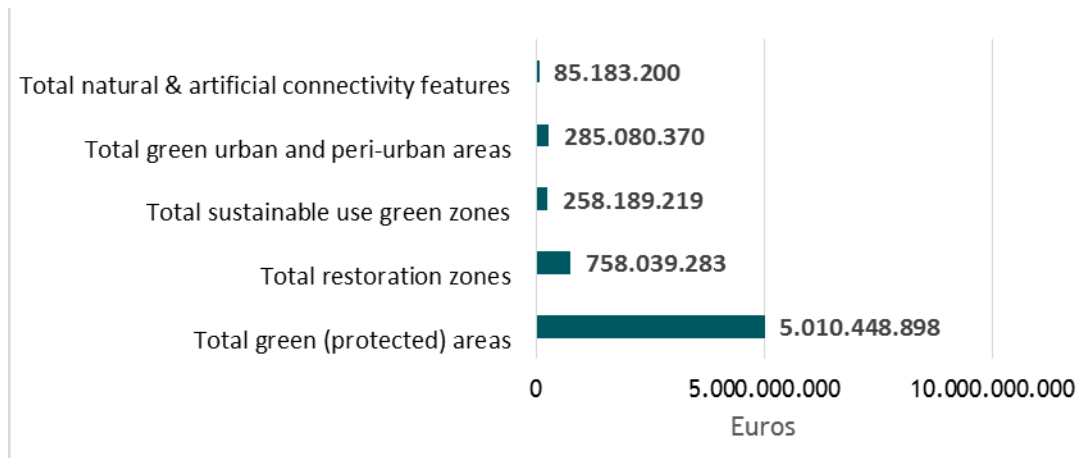 Total natural & artificial connectivity features 85.183.200
Total green urban and peri-urban areas 285.080.370
Total sustainable use green zones 258.189.219
Total restoration zones 758.039.283
Total green (protected) areas 5.010.448.898
0 5.000.000.000 10.000.000.000
Euros